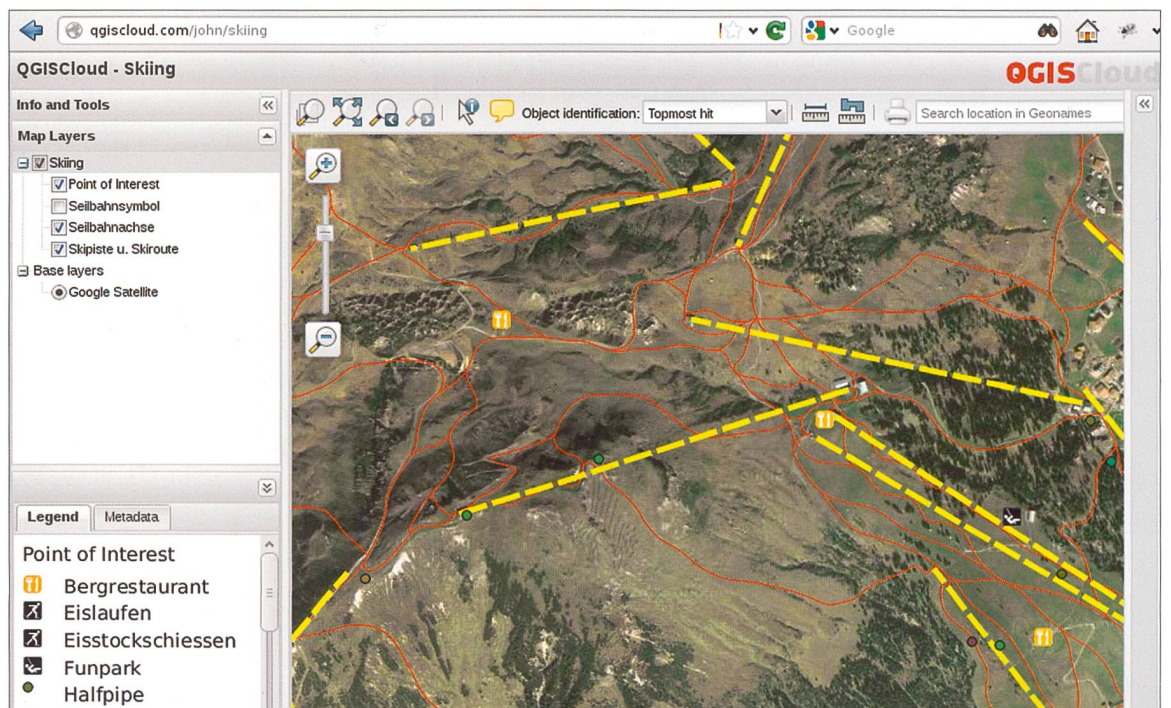 qgiscloud.com/john/skiing
Google
QGISCloud - Skiing
QGISCloud
Info and Tools
Object identification: Topmost hit
Search location in Geonames
Map Layers
Skiing
Point of Interest
Seilbahnsymbol
Seilbahnachse
Skipiste u. Skiroute
Base layers
Google Satellite
Legend Metadata
Point of Interest
Bergrestaurant
Eislaufen
Eisstockschiessen
Funpark
Halfpipe